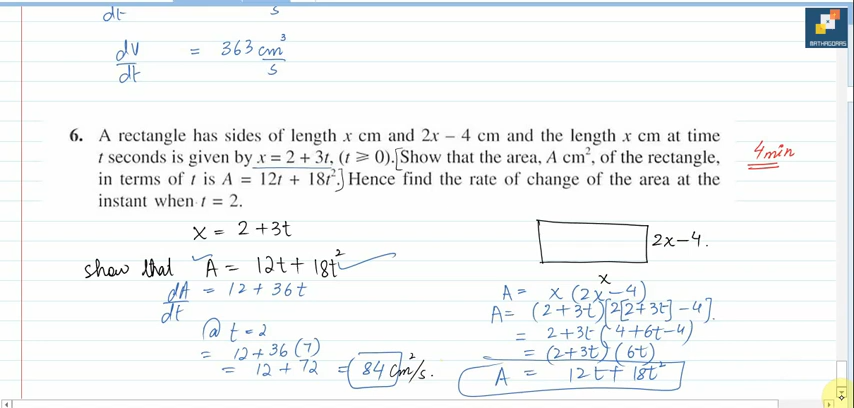 dt s
dv = 363 cm³
dt s
MATHAGORAS
6. A rectangle has sides of length x cm and 2x – 4 cm and the length x cm at time
t seconds is given by x = 2 + 3t, (t ⩾ 0). [Show that the area, A cm², of the rectangle,
in terms of t is A = 12t + 18t².] Hence find the rate of change of the area at the
instant when t = 2.
4min
x = 2+3t
show that A = 12t + 18t²
dA = 12 + 36t
dt
@ t = 2
= 12 + 36 (7)
= 12 + 72 = 84 cm²/s.
2x–4.
x
A = x (2x–4)
A = (2+3t)[2[2+3t] –4].
= 2+3t (4+6t–4)
= (2+3t) (6t)
A = 12t + 18t²